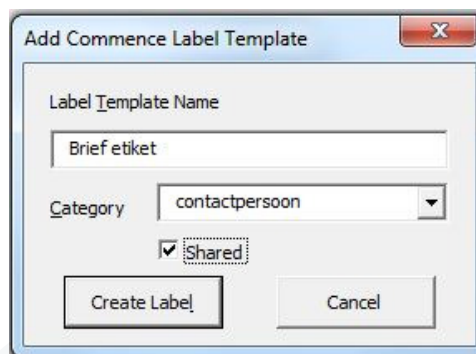 Add Commence Label Template
Label Template Name
Brief etiket
Category
contactpersoon
Shared
Create Label
Cancel